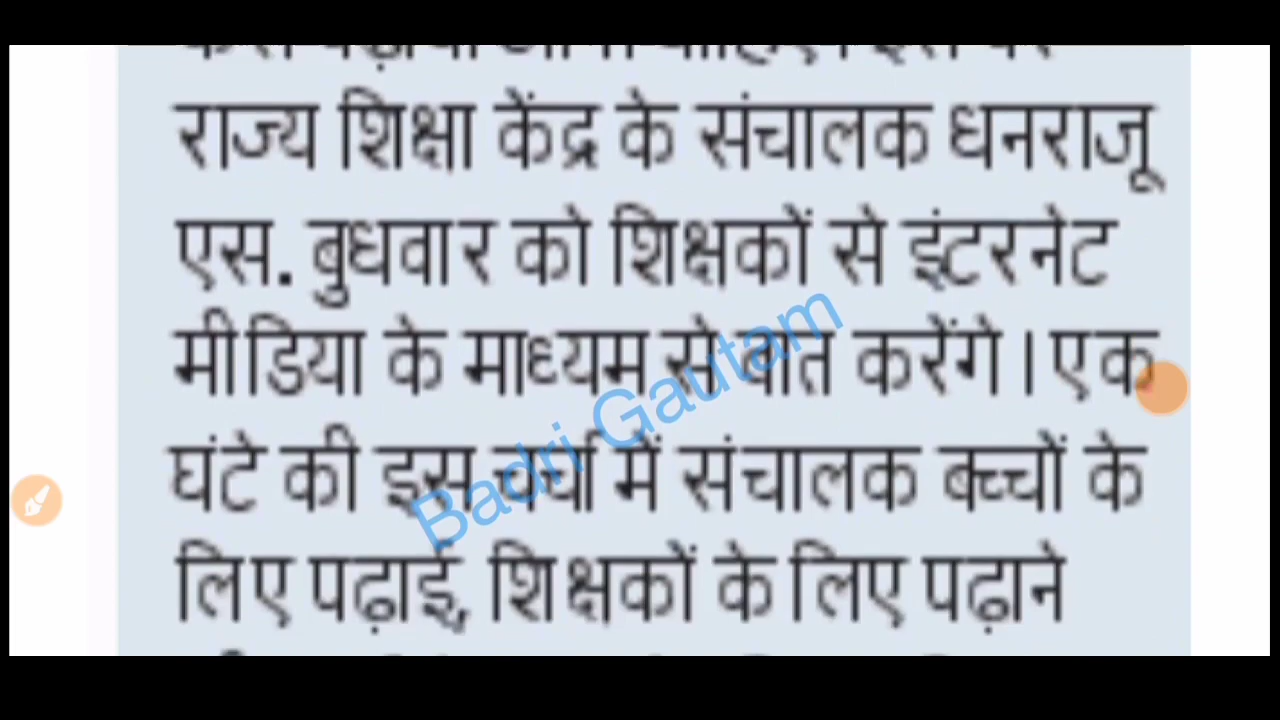 राज्य शिक्षा केंद्र के संचालक धनराजू
एस. बुधवार को शिक्षकों से इंटरनेट
मीडिया के माध्यम से बात करेंगे। एक
घंटे की इस चर्चा में संचालक बच्चों के
लिए पढ़ाई, शिक्षकों के लिए पढ़ाने
Badri Gautam